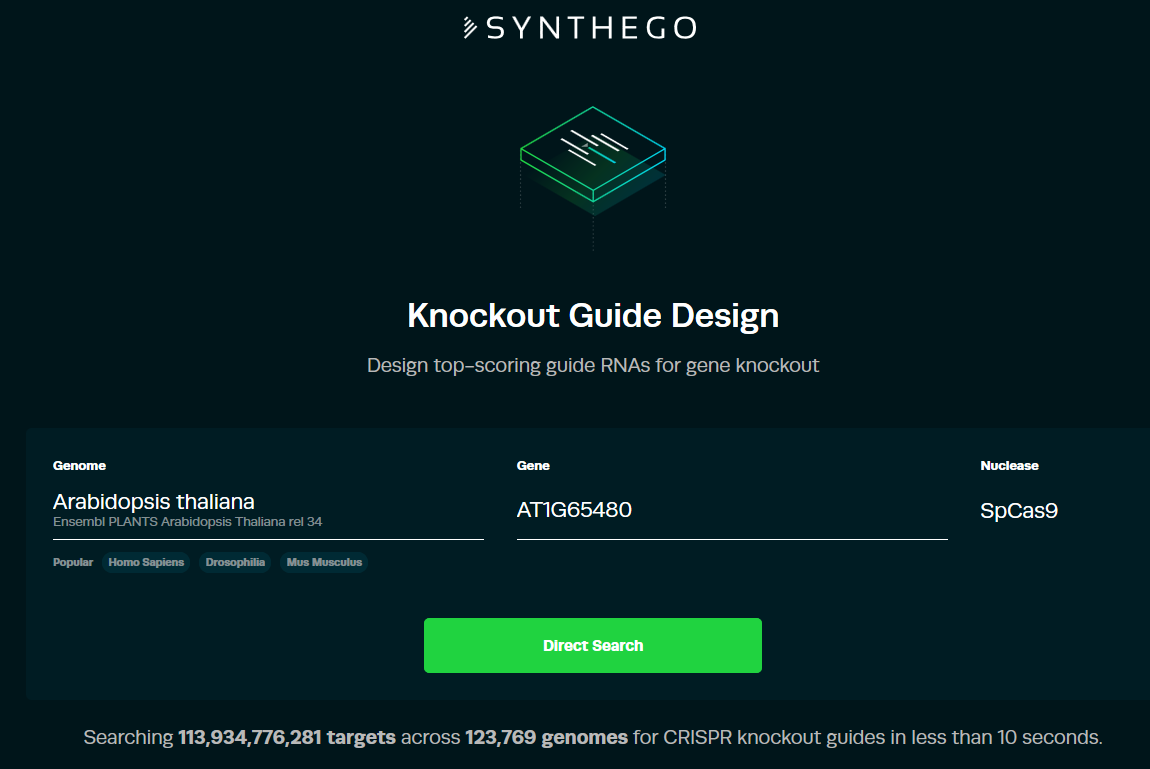 SYNTHEGO
Knockout Guide Design
Design top-scoring guide RNAs for gene knockout
Genome
Gene
Nuclease
Arabidopsis thaliana
Ensembl PLANTS Arabidopsis Thaliana rel 34
AT1G65480
SpCas9
Popular Homo Sapiens Drosophilia Mus Musculus
Direct Search
Searching 113,934,776,281 targets across 123,769 genomes for CRISPR knockout guides in less than 10 seconds.